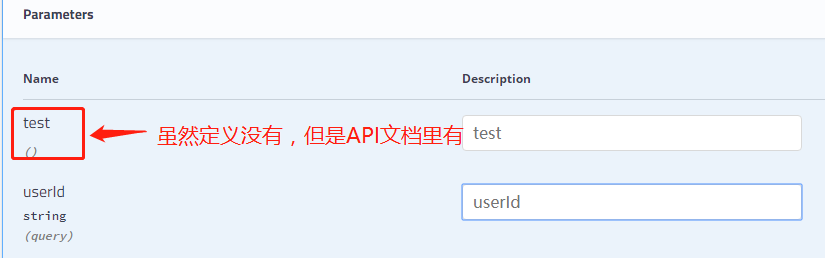 Parameters
Name Description
test 虽然定义没有，但是API文档里有 test
()
userId userId
string
(query)